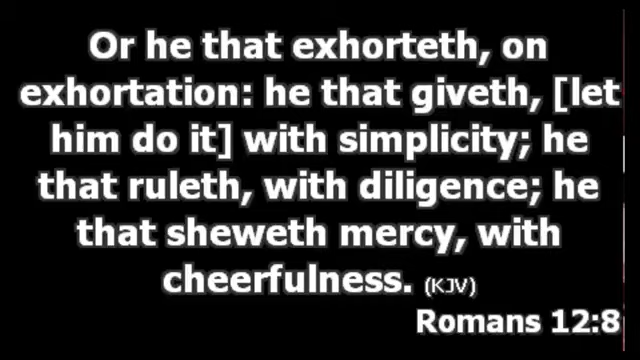 Or he that exhorteth, on
exhortation: he that giveth, [let
him do it] with simplicity; he
that ruleth, with diligence; he
that sheweth mercy, with
cheerfulness. (KJV)
Romans 12:8